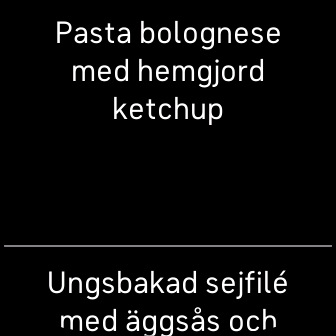 Pasta bolognese
med hemgjord
ketchup
Ungsbakad sejfilé
med äggsås och